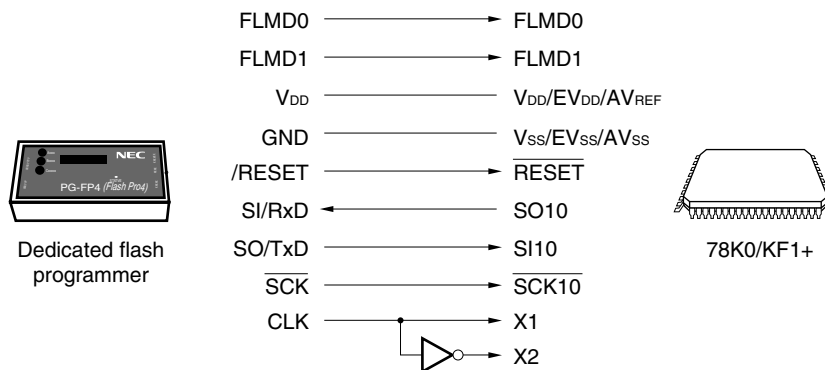 FLMD0 FLMD0
FLMD1 FLMD1
VDD VDD/EVDD/AVREF
GND VSS/EVSS/AVSS
/RESET RESET
SI/RxD SO10
SO/TxD SI10
SCK SCK10
CLK X1
X2
NEC
PG-FP4 (Flash Pro4)
Dedicated flash
programmer
78K0/KF1+